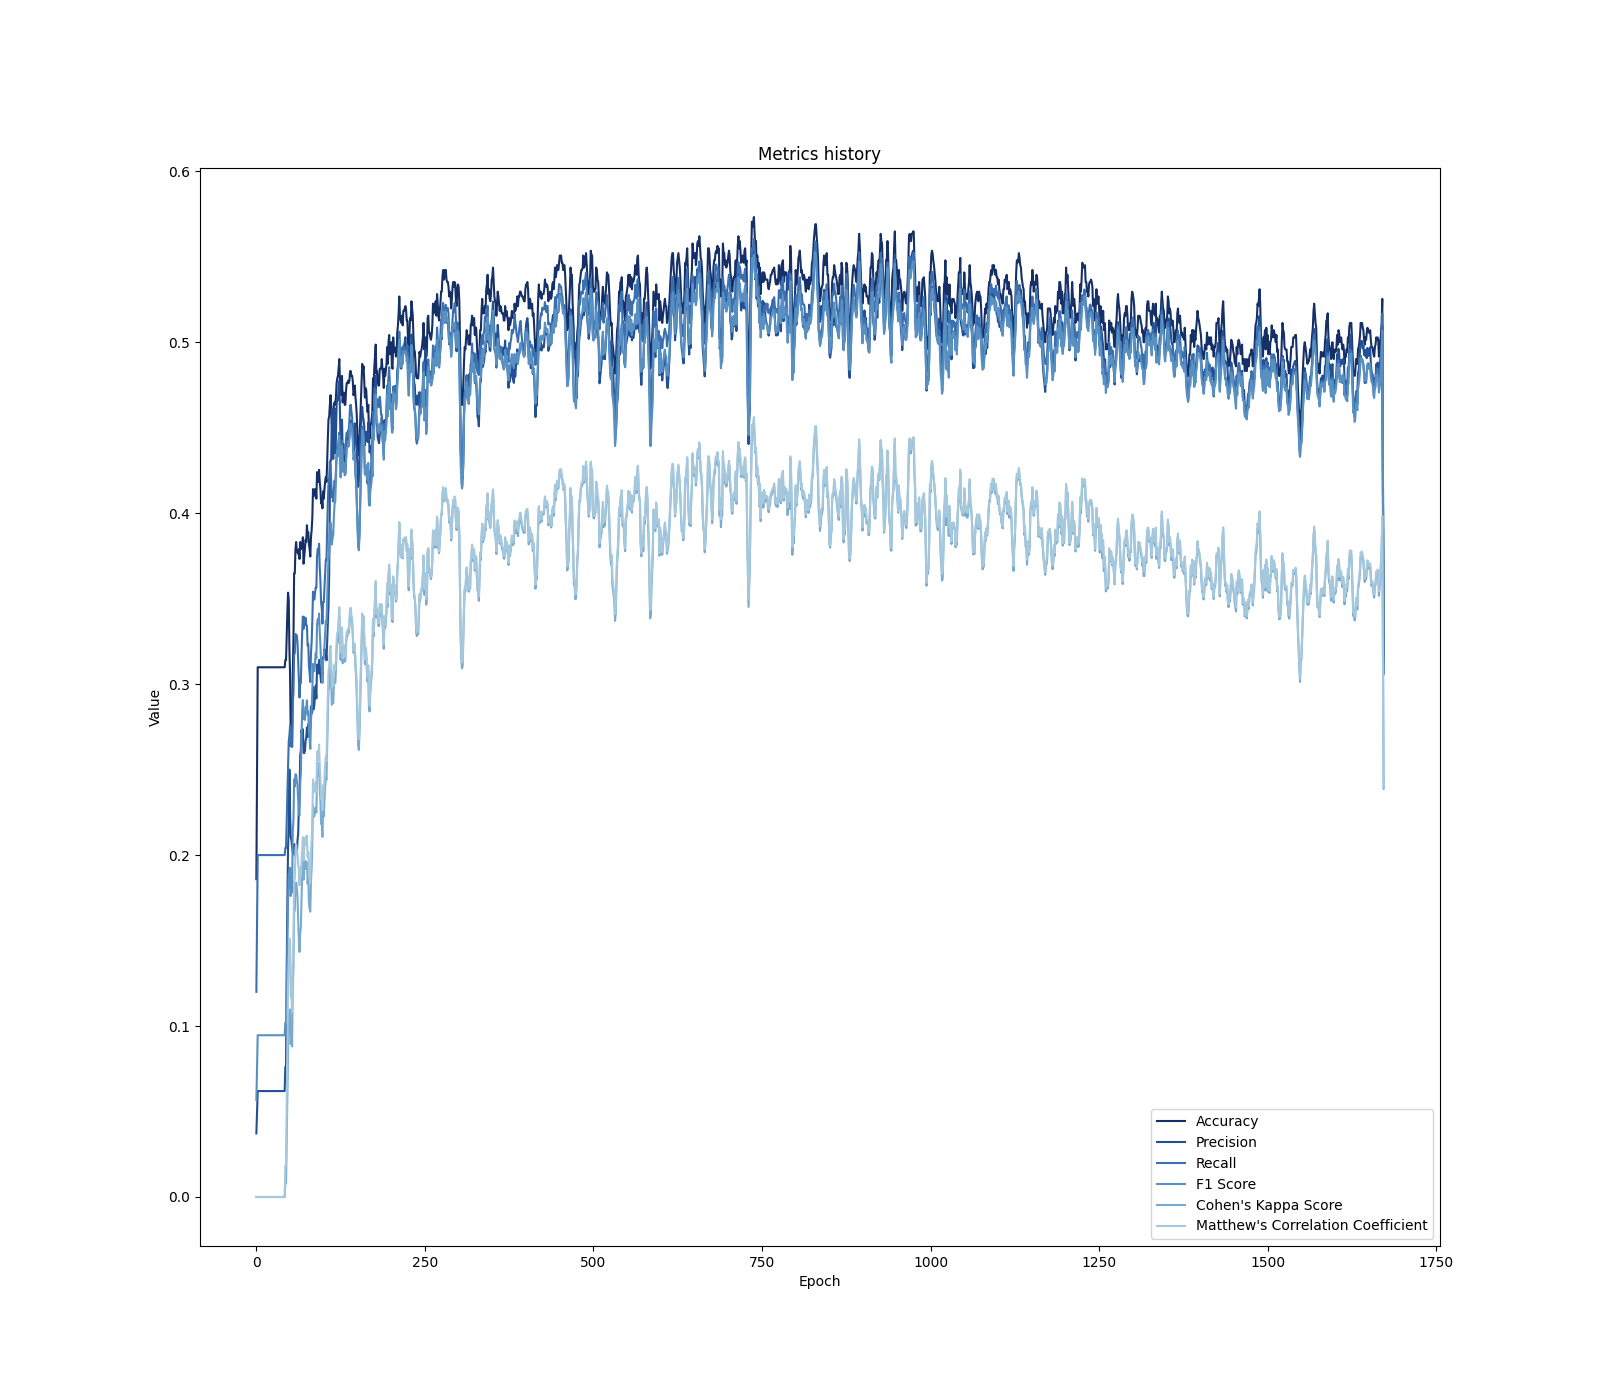 Metrics history
0.6
0.5
0.4
0.3
0.2
0.1
0.0
Value
0 250 500 750 1000 1250 1500 1750
Epoch
Accuracy
Precision
Recall
F1 Score
Cohen's Kappa Score
Matthew's Correlation Coefficient